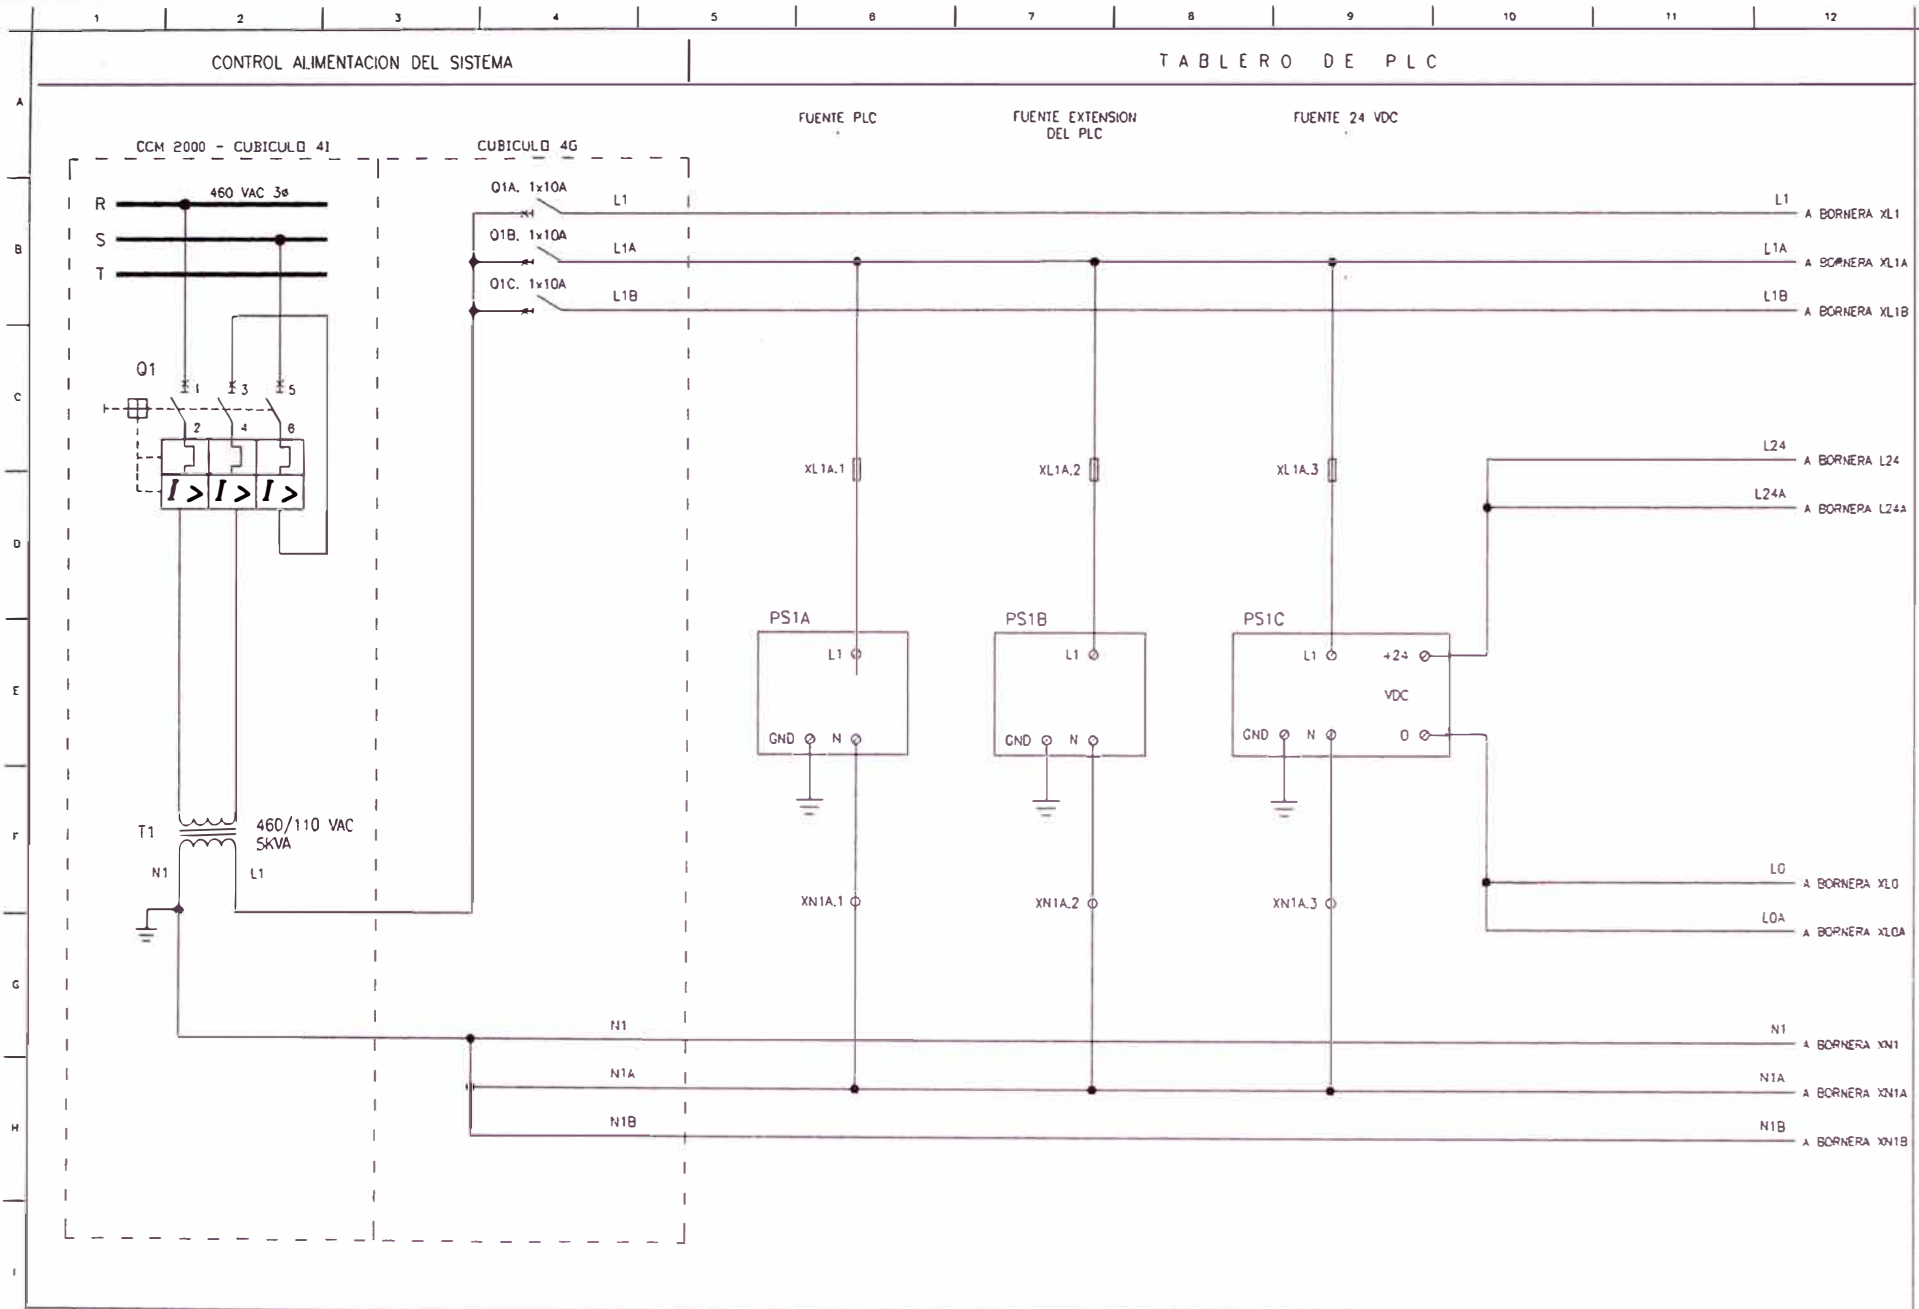 1 2 3 4 5 6 7 8 9 10 11 12
CONTROL ALIMENTACION DEL SISTEMA
TABLERO DE PLC
A
FUENTE PLC
FUENTE EXTENSION
DEL PLC
FUENTE 24 VDC
CCM 2000 - CUBICULO 4I
CUBICULO 4G
460 VAC 3ø
R
S
T
B
Q1A. 1x10A
L1
L1
A BORNERA XL1
Q1B. 1x10A
L1A
L1A
A BORNERA XL1A
Q1C. 1x10A
L1B
L1B
A BORNERA XL1B
Q1
C
1 3 5
2 4 6
I > I > I >
XL1A.1
XL1A.2
XL1A.3
L24
A BORNERA L24
L24A
A BORNERA L24A
D
PS1A
PS1B
PS1C
L1
L1
L1
+24
VDC
E
GND N
GND N
GND N
0
F
T1
460/110 VAC
5KVA
N1
L1
XN1A.1
XN1A.2
XN1A.3
L0
A BORNERA XL0
L0A
A BORNERA XL0A
G
N1
N1
A BORNERA XN1
N1A
N1A
A BORNERA XN1A
H
N1B
N1B
A BORNERA XN1B
I